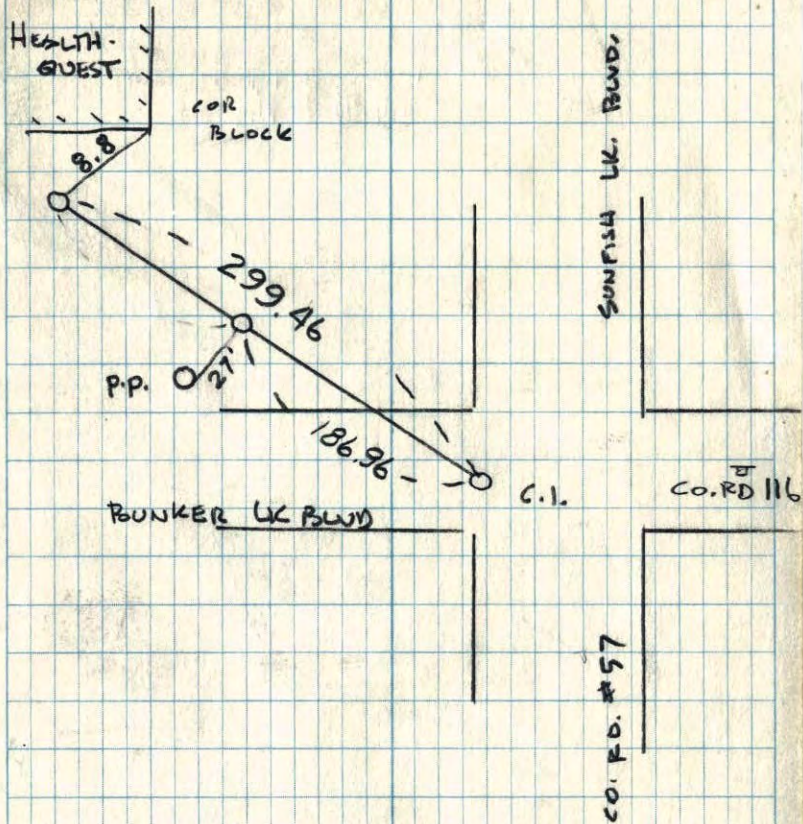 HEALTH-
QUEST
COR
BLOCK
8.8
299.46
P.P.
27'
186.96
C.I.
SUNFISH LK. BLVD.
CO. RD 116
BUNKER LK BLVD
CO. RD. #57